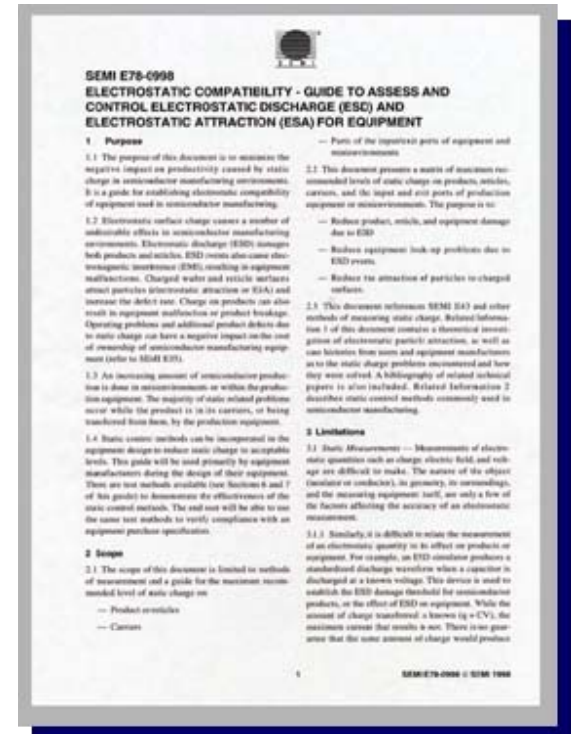 SEMI
SEMI E78-0998
ELECTROSTATIC COMPATIBILITY - GUIDE TO ASSESS AND
CONTROL ELECTROSTATIC DISCHARGE (ESD) AND
ELECTROSTATIC ATTRACTION (ESA) FOR EQUIPMENT
1 Purpose
1.1 The purpose of this document is to minimize the
negative impact on productivity caused by static
charge in semiconductor manufacturing environments.
It is a guide for establishing electrostatic compatibility
of equipment used in semiconductor manufacturing.
1.2 Electrostatic surface charge causes a number of
undesirable effects in semiconductor manufacturing
environments. Electrostatic discharge (ESD) damages
both products and reticles. ESD events also cause elec-
tromagnetic interference (EMI), resulting in equipment
malfunctions. Charged wafer and reticle surfaces
attract particles (electrostatic attraction or ESA) and
increase the defect rate. Charge on products can also
result in equipment malfunction or product breakage.
Operating problems and additional product defects due
to static charge can have a negative impact on the cost
of ownership of semiconductor manufacturing equip-
ment (refer to SEMI E35).
1.3 An increasing amount of semiconductor produc-
tion is done in minienvironments or within the produc-
tion equipment. The majority of static related problems
occur while the product is in its carriers, or being
transferred from them, by the production equipment.
1.4 Static control methods can be incorporated in the
equipment design to reduce static charge to acceptable
levels. This guide will be used primarily by equipment
manufacturers during the design of their equipment.
There are test methods available (see Sections 6 and 7
of this guide) to demonstrate the effectiveness of the
static control methods. The end user will be able to use
the same test methods to verify compliance with an
equipment purchase specification.
2 Scope
2.1 The scope of this document is limited to methods
of measurement and a guide for the maximum recom-
mended level of static charge on:
— Product or reticles
— Carriers
— Parts of the input/exit ports of equipment and
minienvironments
2.2 This document presents a matrix of maximum rec-
ommended levels of static charge on products, reticles,
carriers, and the input and exit ports of production
equipment or minienvironments. The purpose is to:
— Reduce product, reticle, and equipment damage
due to ESD
— Reduce equipment lock-up problems due to
ESD events.
— Reduce the attraction of particles to charged
surfaces.
2.3 This document references SEMI E43 and other
methods of measuring static charge. Related Informa-
tion 1 of this document contains a theoretical investi-
gation of electrostatic particle attraction, as well as
case histories from users and equipment manufacturers
as to the static charge problems encountered and how
they were solved. A bibliography of related technical
papers is also included. Related Information 2
describes static control methods commonly used in
semiconductor manufacturing.
3 Limitations
3.1 Static Measurements — Measurements of electro-
static quantities such as charge, electric field, and volt-
age are difficult to make. The nature of the object
(insulator or conductor), its geometry, its surroundings,
and the measuring equipment itself, are only a few of
the factors affecting the accuracy of an electrostatic
measurement.
3.1.1 Similarly, it is difficult to relate the measurement
of an electrostatic quantity to its effect on products or
equipment. For example, an ESD simulator produces a
standardized discharge waveform when a capacitor is
discharged at a known voltage. This device is used to
establish the ESD damage threshold for semiconductor
products, or the effect of ESD on equipment. While the
amount of charge transferred is known (q = CV), the
maximum current that results is not. There is no guar-
antee that the same amount of charge would produce
1
SEMI E78-0998 © SEMI 1998